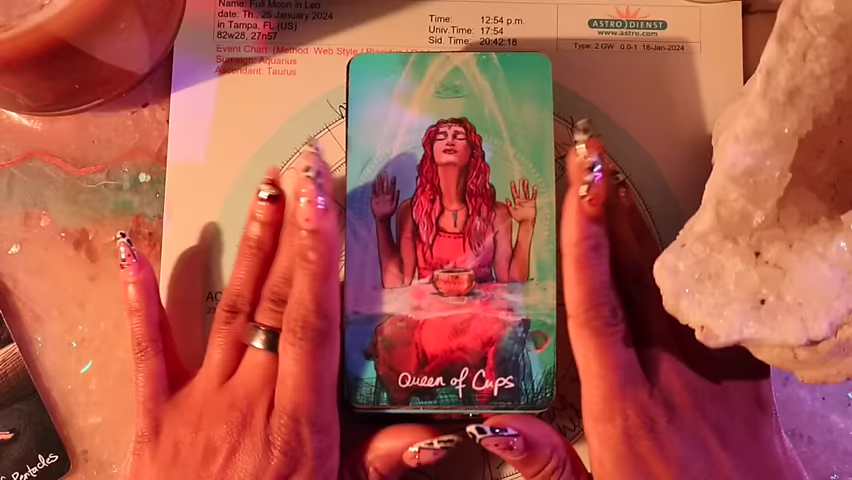 Name: Full Moon in Leo
date: Th., 25 January 2024
in Tampa, FL (US)
82w28, 27n57
Time: 12:54 p.m.
Univ.Time: 17:54
Sid. Time: 20:42:18
ASTRO DIENST
www.astro.com
Type: 2.GW 0.0-1 18-Jan-2024
Event Chart (Method: Web Style /
Sun sign: Aquarius
Ascendant: Taurus
Queen of Cups
Pentacles